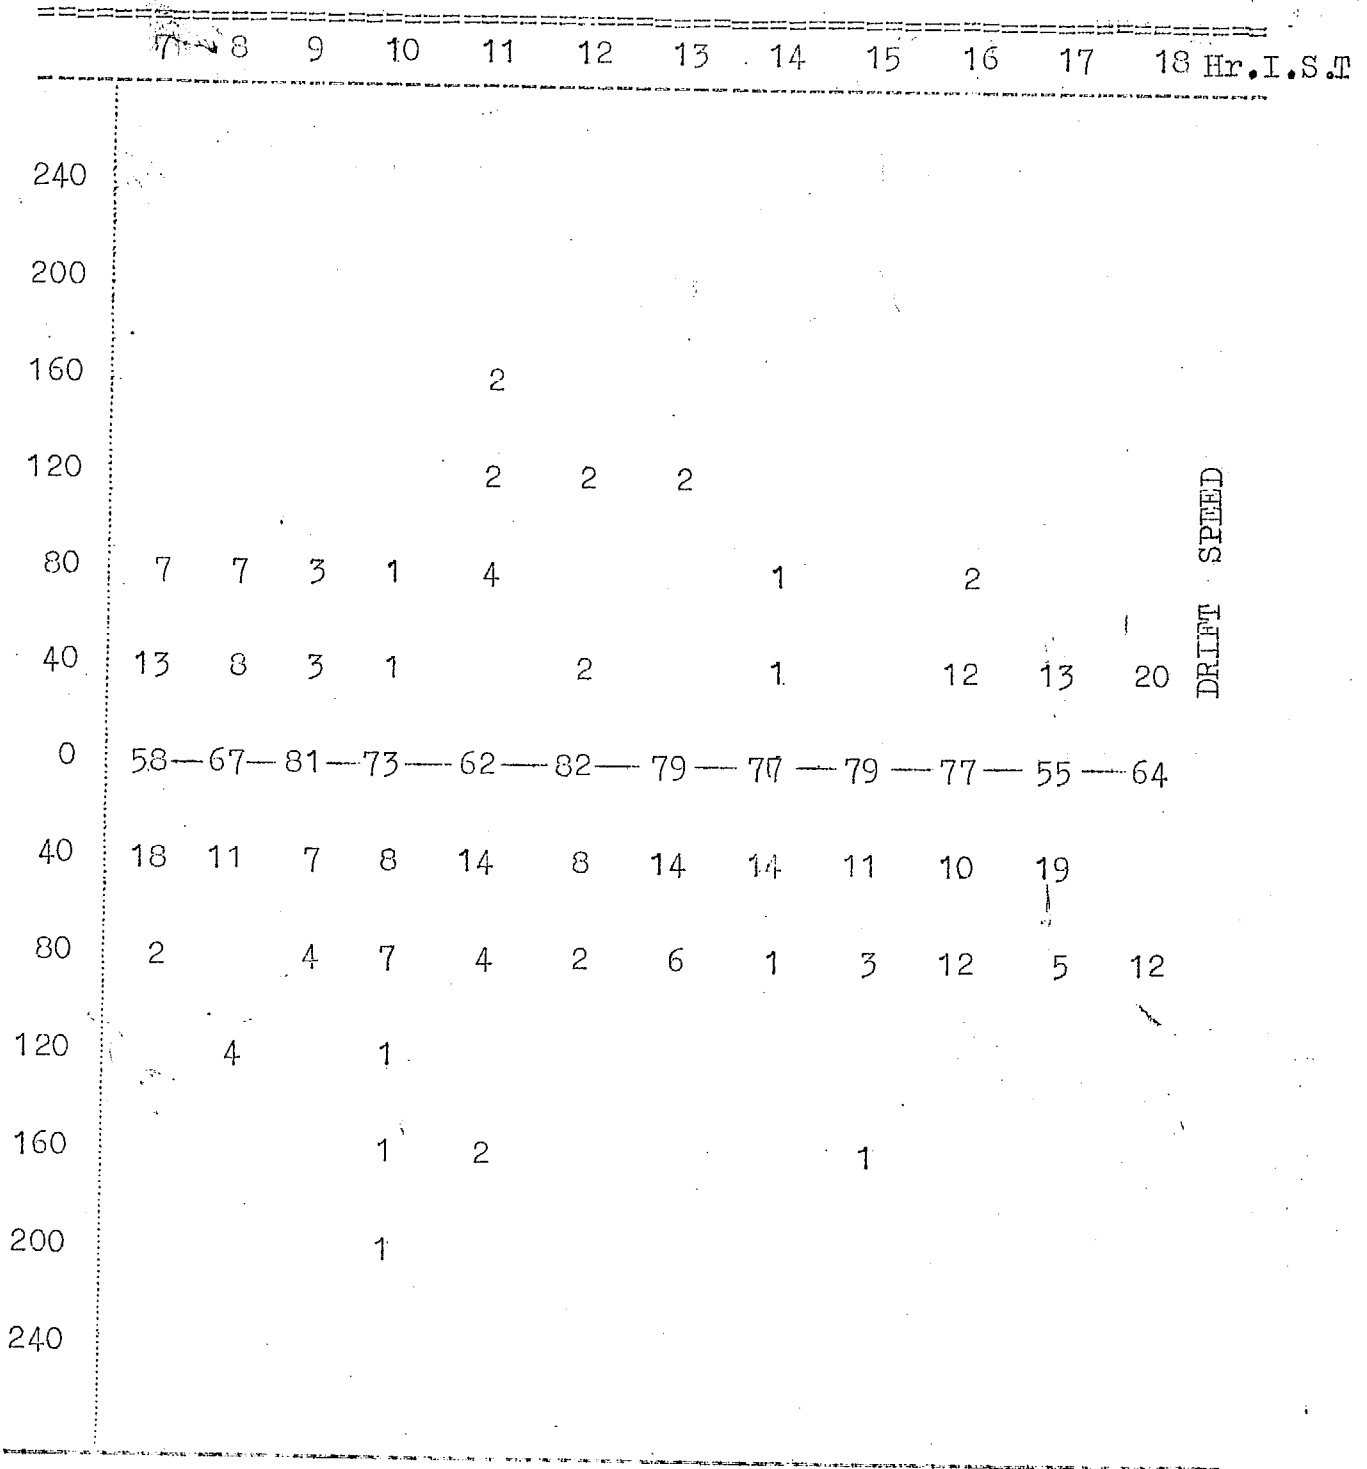 7 8 9 10 11 12 13 14 15 16 17 18 Hr.I.S.T
240
200
160 2
120 2 2 2
80 7 7 3 1 4 1 2
40 13 8 3 1 2 1 12 13 20
0 58—67—81—73—62—82—79—77—79—77—55—64
40 18 11 7 8 14 8 14 14 11 10 19
80 2 4 7 4 2 6 1 3 12 5 12
120 4 1
160 1 2 1
200 1
240
DRIFT SPEED